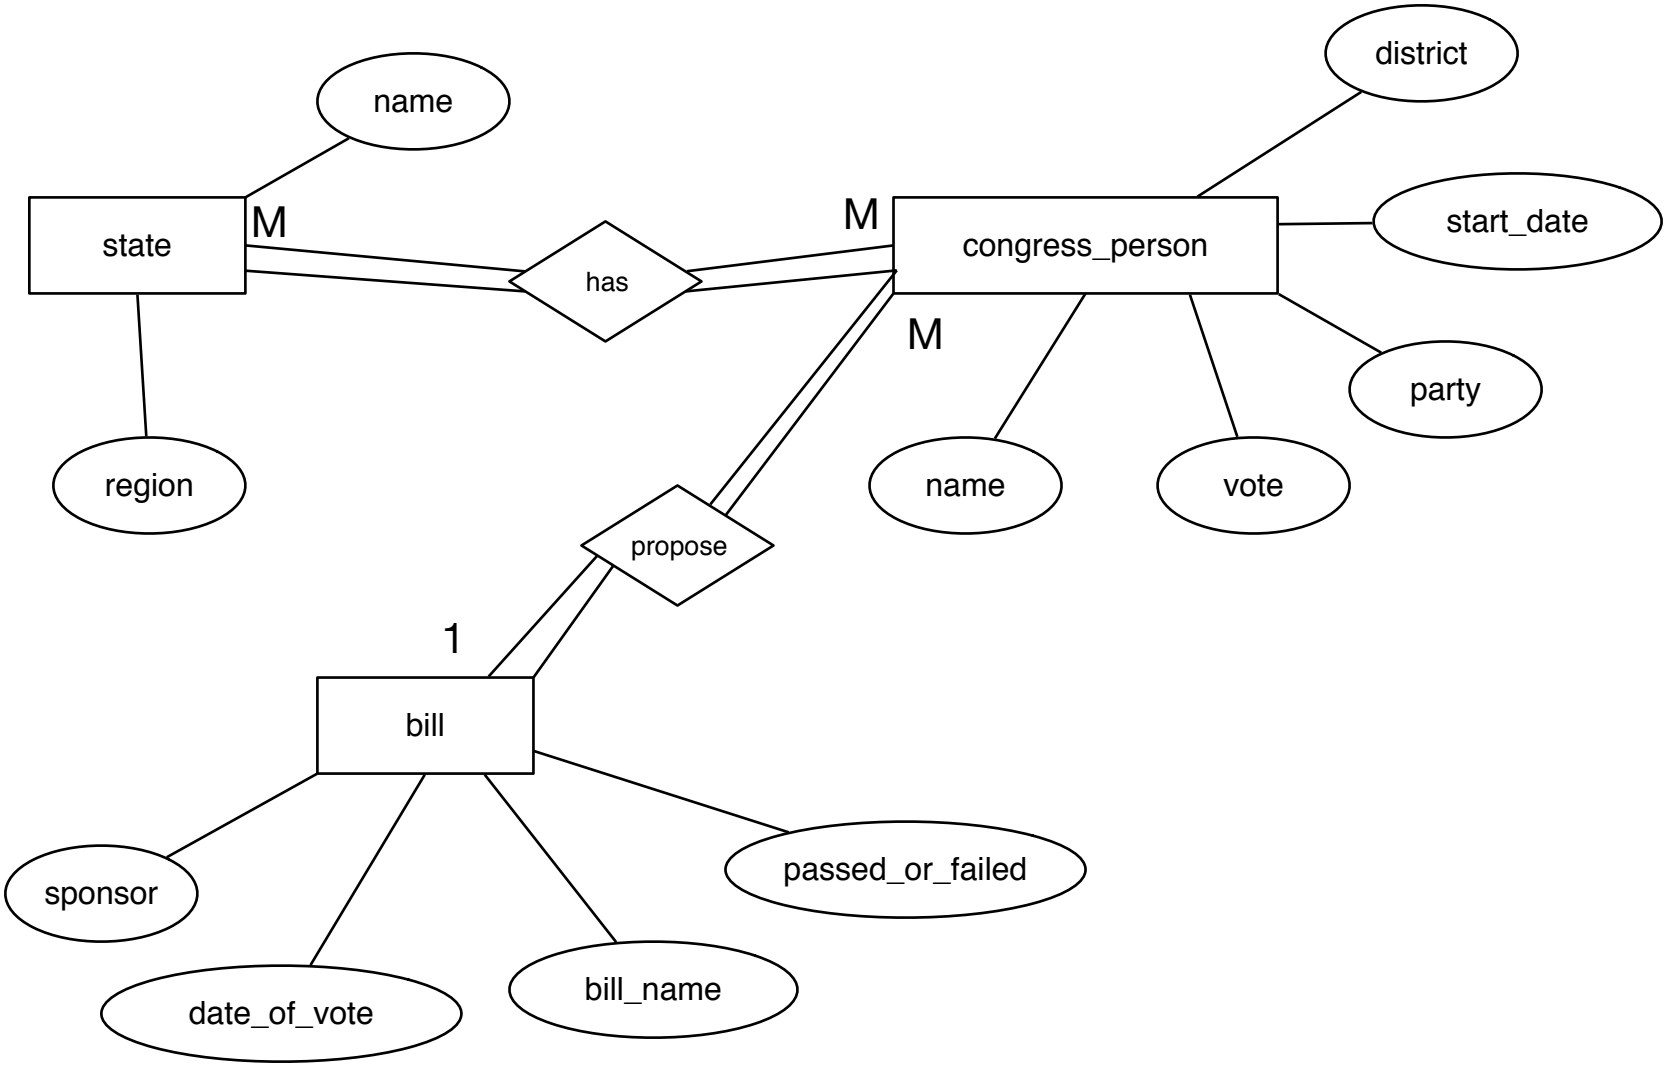 district
name
M
M
start_date
state
congress_person
has
M
party
region
name
vote
propose
1
bill
passed_or_failed
sponsor
bill_name
date_of_vote